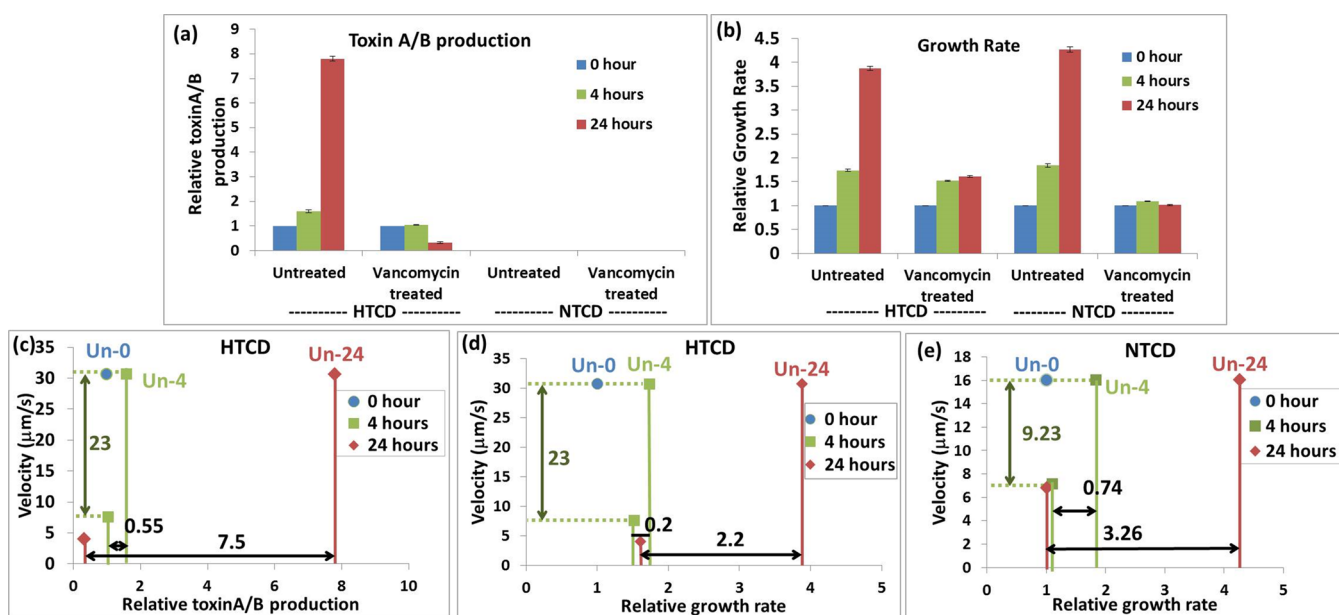 (a)
Toxin A/B production
Relative toxinA/B
production
9
8
7
6
5
4
3
2
1
0
0 hour
4 hours
24 hours
Untreated
Vancomycin
treated
Untreated
Vancomycin
treated
---------- HTCD ----------
---------- NTCD ----------
(b)
Growth Rate
Relative Growth Rate
4.5
4
3.5
3
2.5
2
1.5
1
0.5
0
0 hour
4 hours
24 hours
Untreated
Vancomycin
treated
Untreated
Vancomycin
treated
---------- HTCD ----------
---------- NTCD ----------
(c)
HTCD
Velocity (μm/s)
35
30
25
20
15
10
5
0
Un-0
Un-4
Un-24
0 hour
4 hours
24 hours
23
0.55
7.5
0
2
4
6
8
10
Relative toxinA/B production
(d)
HTCD
Velocity (μm/s)
35
30
25
20
15
10
5
0
Un-0
Un-4
Un-24
0 hour
4 hours
24 hours
23
0.2
2.2
0
1
2
3
4
5
Relative growth rate
(e)
NTCD
Velocity (μm/s)
18
16
14
12
10
8
6
4
2
0
Un-0
Un-4
Un-24
0 hour
4 hours
24 hours
9.23
0.74
3.26
0
1
2
3
4
5
Relative growth rate